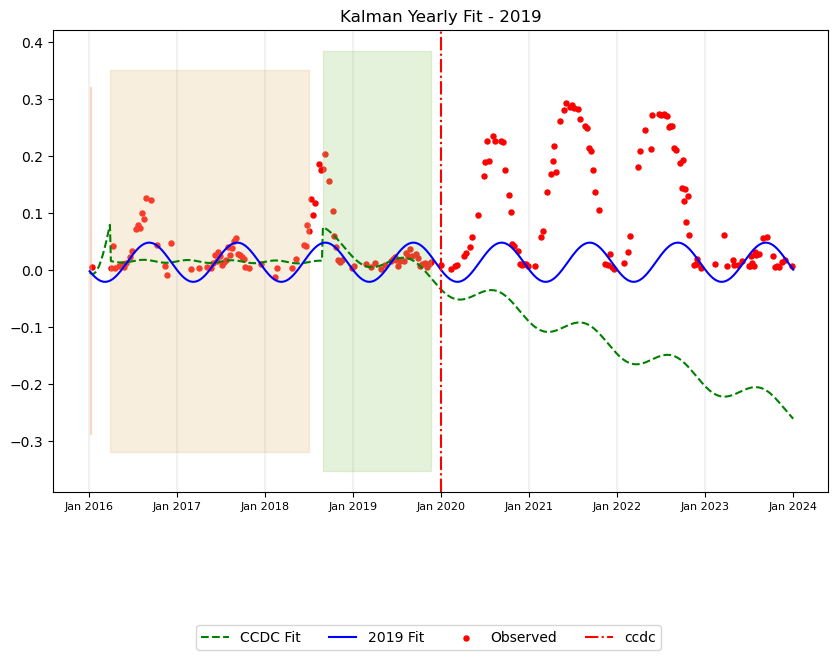 Kalman Yearly Fit - 2019
0.4
0.3
0.2
0.1
0.0
−0.1
−0.2
−0.3
Jan 2016 Jan 2017 Jan 2018 Jan 2019 Jan 2020 Jan 2021 Jan 2022 Jan 2023 Jan 2024
CCDC Fit 2019 Fit Observed ccdc